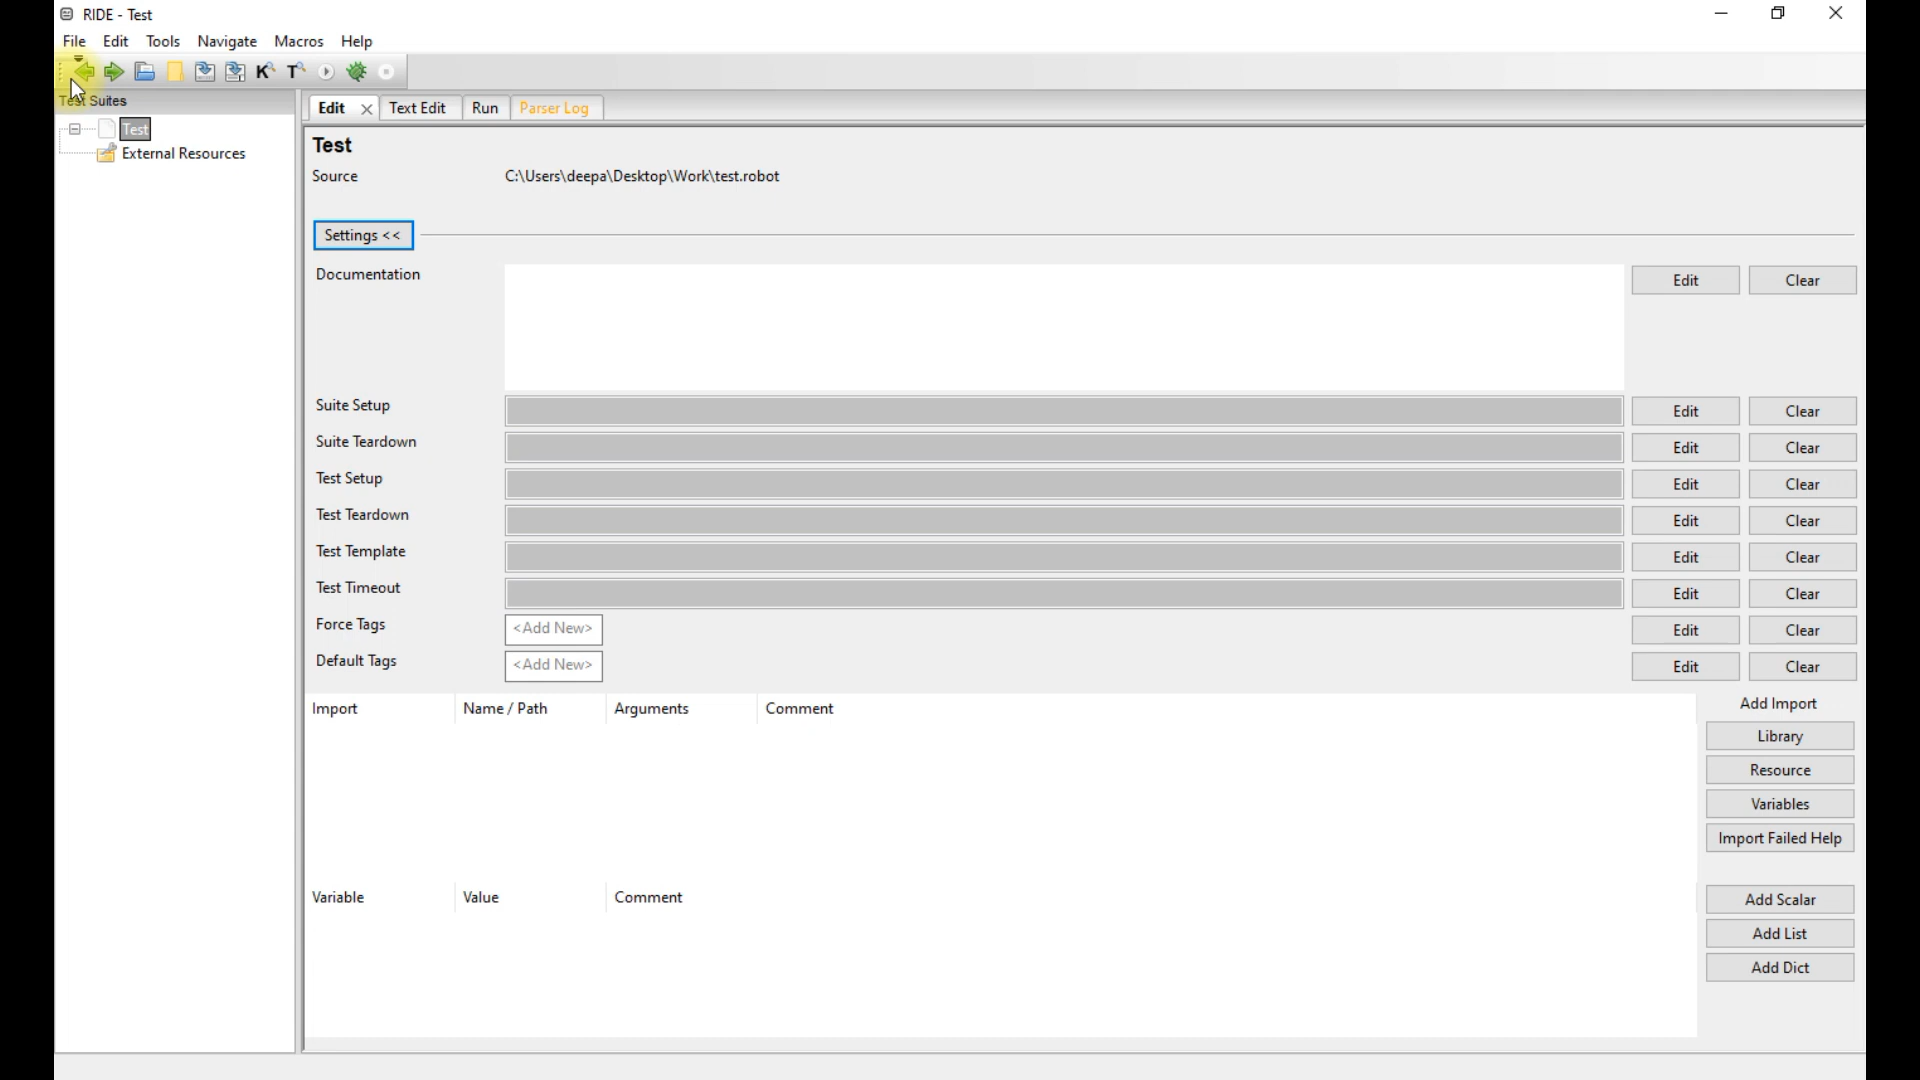 RIDE - Test
File Edit Tools Navigate Macros Help
K T
Test Suites
Edit Text Edit Run Parser Log
Test
External Resources
Test
Source C:\Users\deepa\Desktop\Work\test.robot
Settings <<
Documentation Edit Clear
Suite Setup Edit Clear
Suite Teardown Edit Clear
Test Setup Edit Clear
Test Teardown Edit Clear
Test Template Edit Clear
Test Timeout Edit Clear
Force Tags <Add New> Edit Clear
Default Tags <Add New> Edit Clear
Import Name / Path Arguments Comment Add Import
Library
Resource
Variables
Import Failed Help
Variable Value Comment Add Scalar
Add List
Add Dict